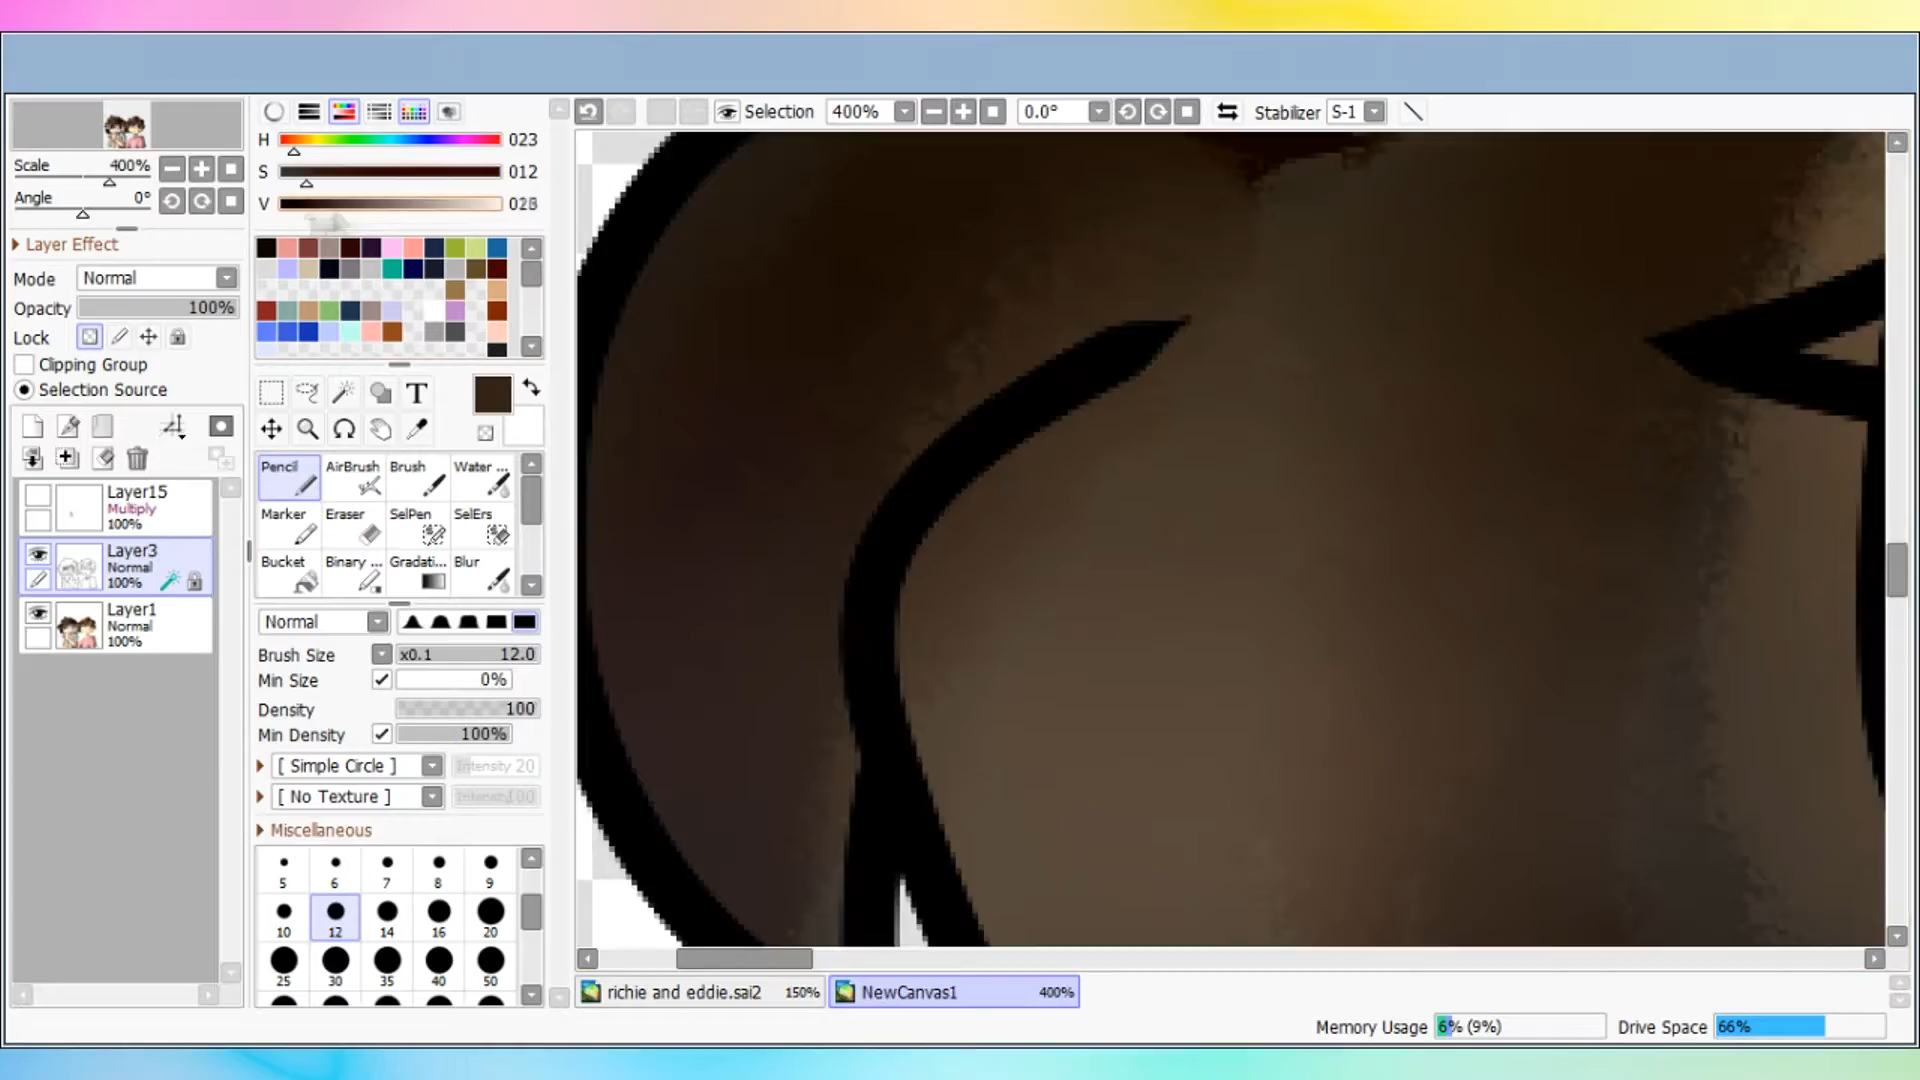 Selection 400% 0.0° Stabilizer S-1
H 023
S 012
V 028
Scale 400%
Angle 0°
Layer Effect
Mode Normal
Opacity 100%
Lock
Clipping Group
Selection Source
Layer15
Multiply
100%
Layer3
Normal
100%
Layer1
Normal
100%
T
Pencil AirBrush Brush Water ...
Marker Eraser SelPen SelErs
Bucket Binary ... Gradati... Blur
Normal
Brush Size x0.1 12.0
Min Size 0%
Density 100
Min Density 100%
[ Simple Circle ] Intensity 20
[ No Texture ] Intensity 100
Miscellaneous
5 6 7 8 9
10 12 14 16 20
25 30 35 40 50
richie and eddie.sai2 150% NewCanvas1 400%
Memory Usage 6% (9%) Drive Space 66%